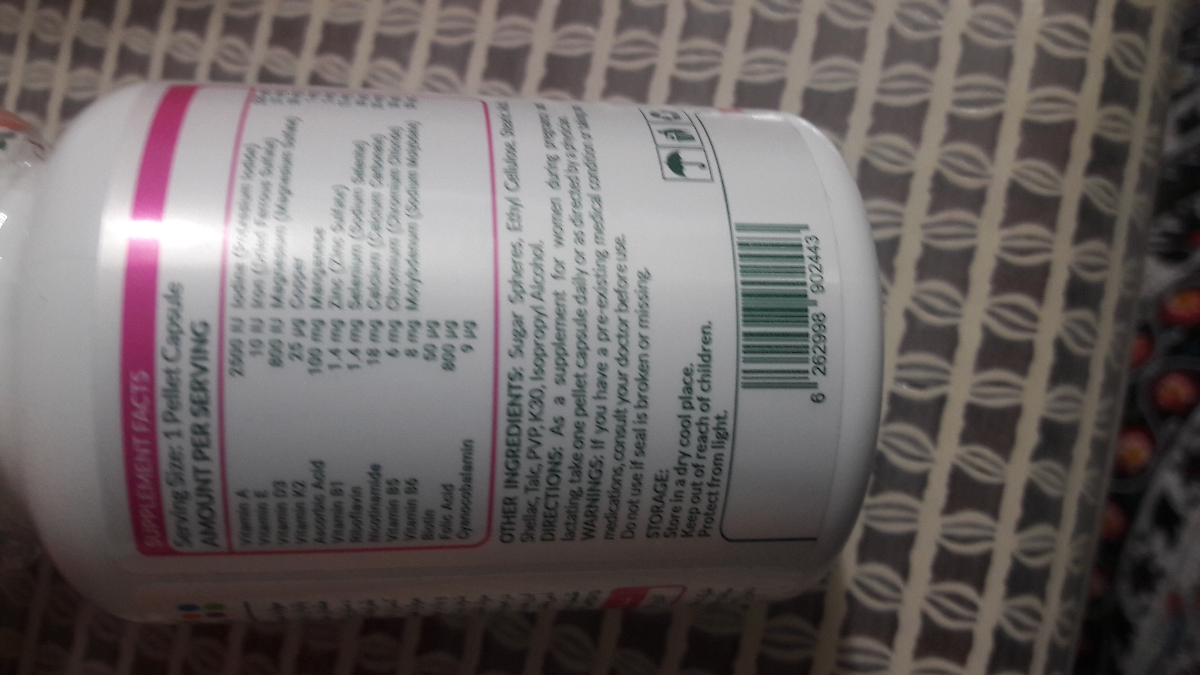 SUPPLEMENT FACTS
Serving Size: 1 Pellet Capsule
AMOUNT PER SERVING
Vitamin A 2500 IU Iodine (Potassium Iodide)
Vitamin E 10 IU Iron (Dried Ferrous Sulfate)
Vitamin D3 800 IU Magnesium (Magnesium Sulfate)
Vitamin K2 25 µg Copper
Ascorbic Acid 100 mg Manganese
Vitamin B1 1.4 mg Zinc (Zinc Sulfate)
Riboflavin 1.4 mg Selenium (Sodium Selenite)
Nicotinamide 18 mg Calcium (Calcium Carbonate)
Vitamin B5 6 mg Chromium (Chromium Chloride)
Vitamin B6 8 mg Molybdenum (Sodium Molybdate)
Biotin 50 µg
Folic Acid 800 µg
Cyanocobalamin 9 µg
OTHER INGREDIENTS: Sugar Spheres, Ethyl Cellulose,
Shellac, Talc, PVP, K30, Isopropyl Alcohol.
DIRECTIONS: As a supplement for women during
lactating, take one pellet capsule daily or as directed by a
WARNINGS: If you have a pre-existing medical condition or
medications, consult your doctor before use.
Do not use if seal is broken or missing.
STORAGE:
Store in a dry cool place.
Keep out of reach of children.
Protect from light.
6 262998 902443